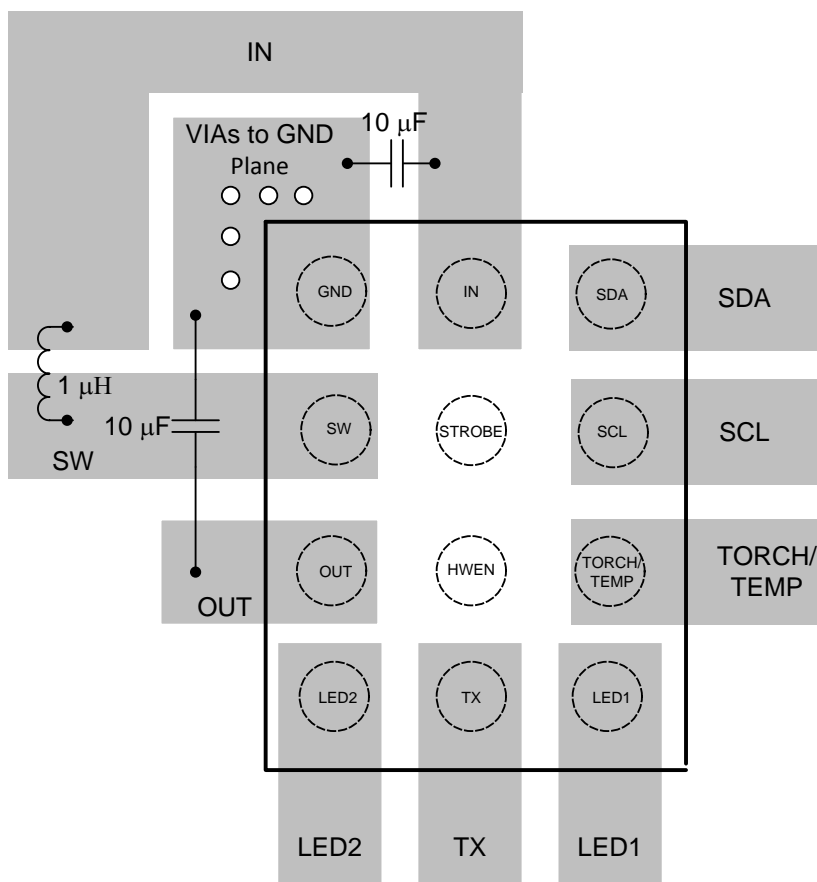 IN
10 μF
VIAs to GND
Plane
GND
IN
SDA
SDA
1 μH
10 μF
SW
SW
STROBE
SCL
SCL
OUT
OUT
HWEN
TORCH/
TEMP
TORCH/
TEMP
LED2
TX
LED1
LED2
TX
LED1